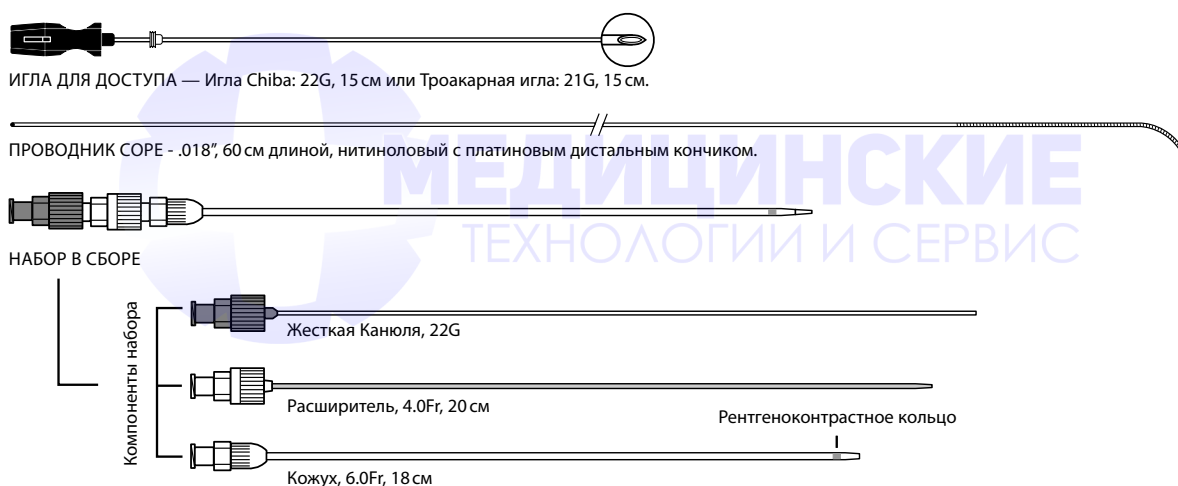 ИГЛА ДЛЯ ДОСТУПА — Игла Chiba: 22G, 15 см или Троакарная игла: 21G, 15 см.
ПРОВОДНИК COPE - .018”, 60 см длиной, нитиноловый с платиновым дистальным кончиком.
МЕДИЦИНСКИЕ
ТЕХНОЛОГИИ И СЕРВИС
НАБОР В СБОРЕ
Компоненты набора
Жесткая Канюля, 22G
Расширитель, 4.0Fr, 20 см
Рентгеноконтрастное кольцо
Кожух, 6.0Fr, 18 см